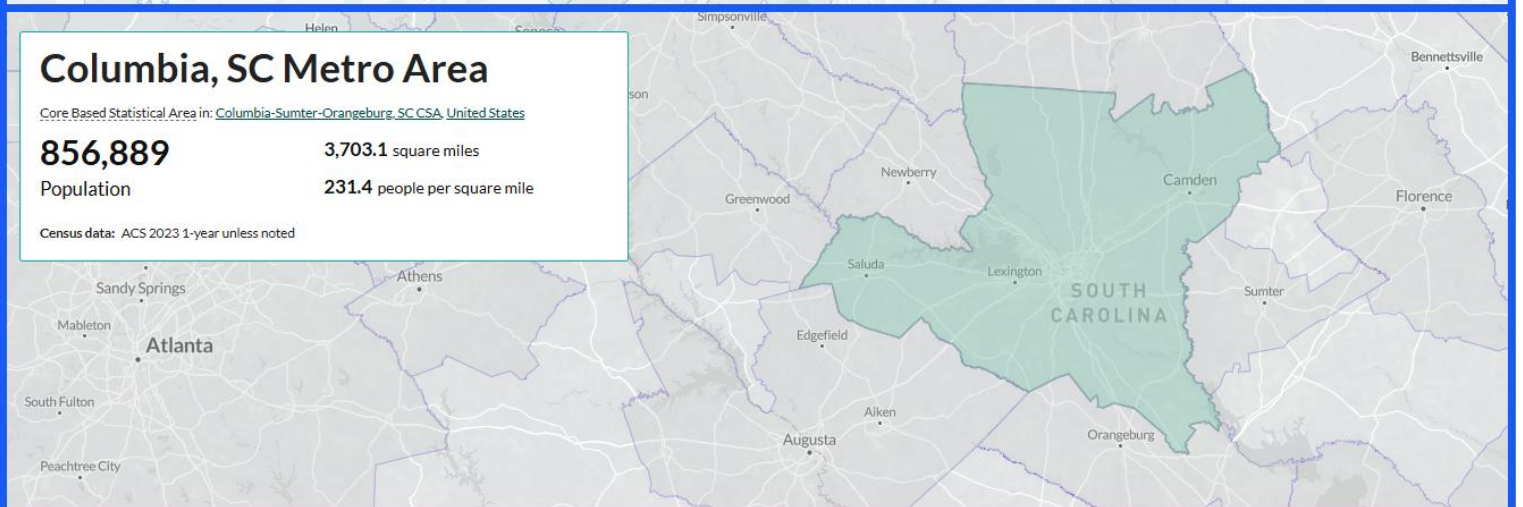 Columbia, SC Metro Area
Core Based Statistical Area in: Columbia-Sumter-Orangeburg, SC CSA, United States
856,889
Population
3,703.1 square miles
231.4 people per square mile
Census data: ACS 2023 1-year unless noted
Helen
Simpsonville
Bennettsville
son
Newberry
Camden
Greenwood
Florence
Saluda
Lexington
Athens
Sandy Springs
SOUTH
CAROLINA
Sumter
Mableton
Edgefield
Atlanta
South Fulton
Aiken
Orangeburg
Augusta
Peachtree City